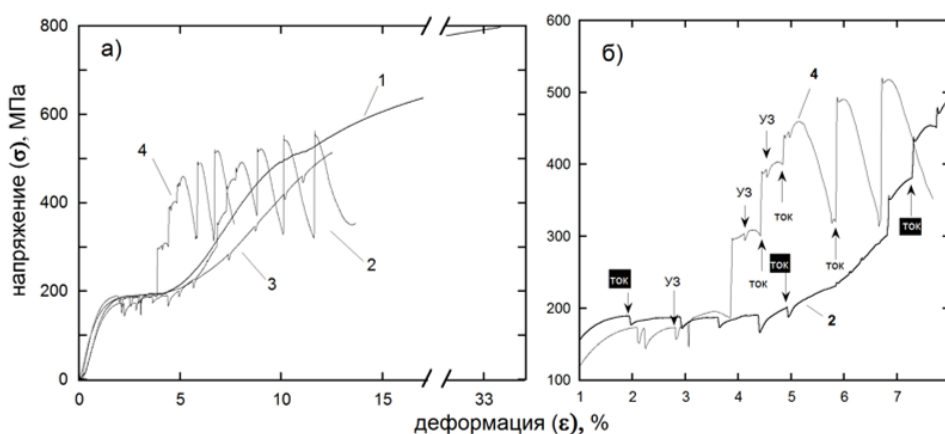 а)
б)
800
600
400
200
0
0
5
10
15
33
1
2
3
4
напряжение (σ), МПа
деформация (ε), %
600
500
400
300
200
100
1
2
3
4
5
6
7
4
2
УЗ
УЗ
УЗ
ток
ток
ток
ток
ток
ток